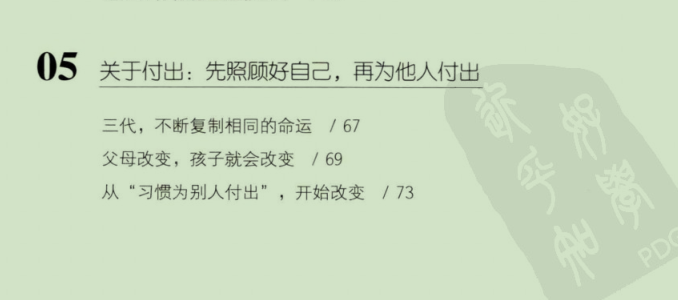 05 关于付出：先照顾好自己，再为他人付出
三代，不断复制相同的命运 / 67
父母改变，孩子就会改变 / 69
从“习惯为别人付出”，开始改变 / 73
PDG